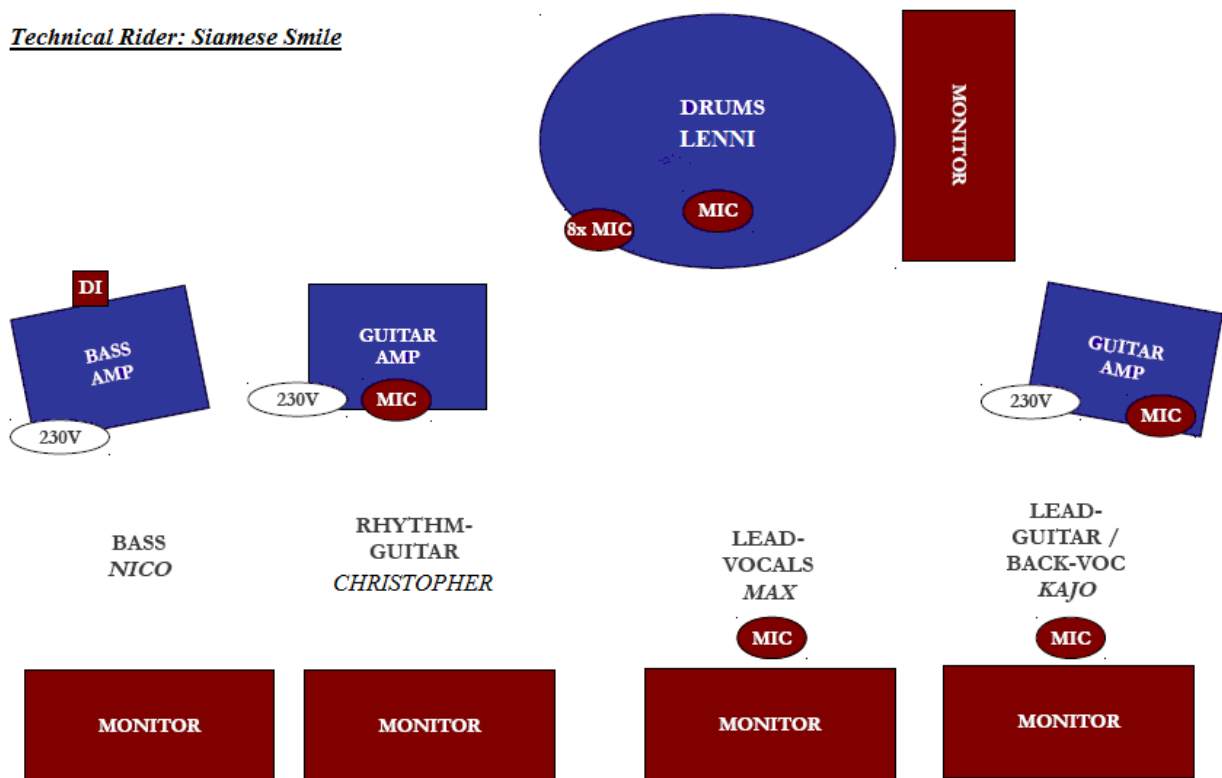 Technical Rider: Siamese Smile
DRUMS
LENNI
MONITOR
MIC
8x MIC
DI
BASS
AMP
230V
GUITAR
AMP
230V
MIC
GUITAR
AMP
230V
MIC
BASS
NICO
RHYTHM-
GUITAR
CHRISTOPHER
LEAD-
VOCALS
MAX
MIC
LEAD-
GUITAR /
BACK-VOC
KAJO
MIC
MONITOR
MONITOR
MONITOR
MONITOR